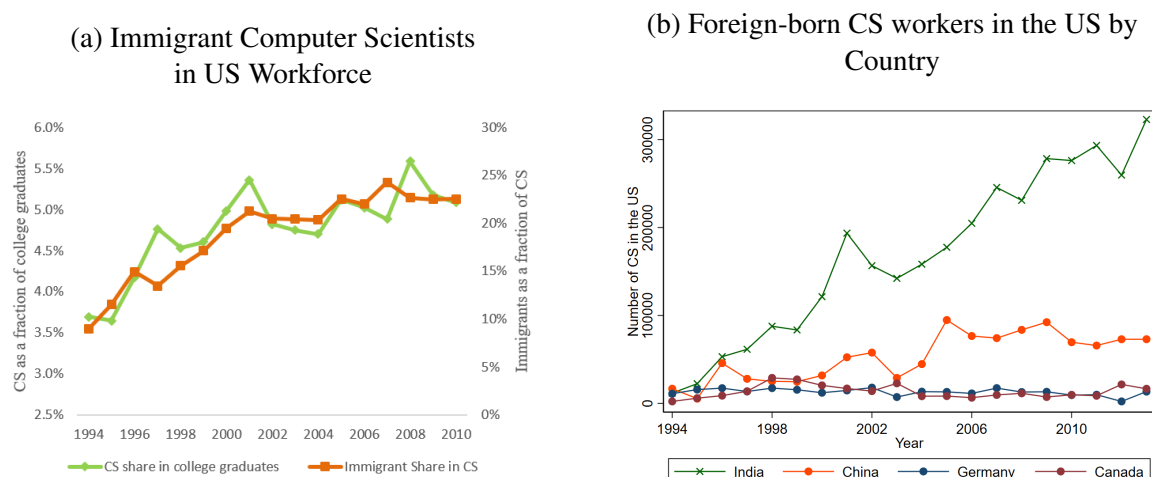 (a) Immigrant Computer Scientists
in US Workforce
CS as a fraction of college graduates
6.0%
5.5%
5.0%
4.5%
4.0%
3.5%
3.0%
2.5%
30%
25%
20%
15%
10%
5%
0%
Immigrants as a fraction of CS
1994 1996 1998 2000 2002 2004 2006 2008 2010
CS share in college graduates Immigrant Share in CS
(b) Foreign-born CS workers in the US by
Country
Number of CS in the US
300000
200000
100000
0
1994 1998 2002 2006 2010
Year
India China Germany Canada